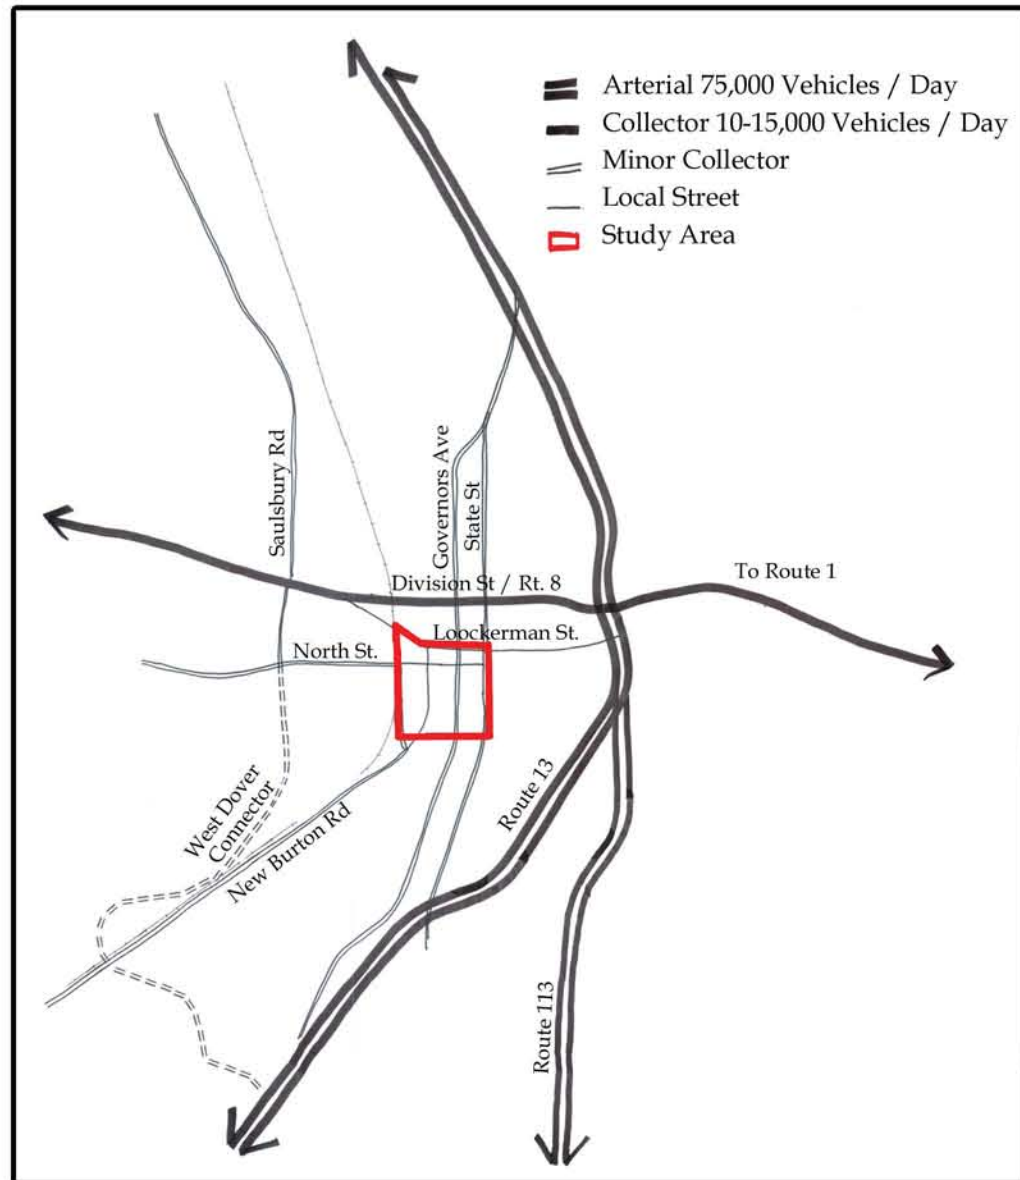 Arterial 75,000 Vehicles / Day
Collector 10-15,000 Vehicles / Day
Minor Collector
Local Street
Study Area
Saulsbury Rd
Governors Ave
State St
Division St / Rt. 8
To Route 1
Loockerman St.
North St.
West Dover
Connector
New Burton Rd
Route 13
Route 113